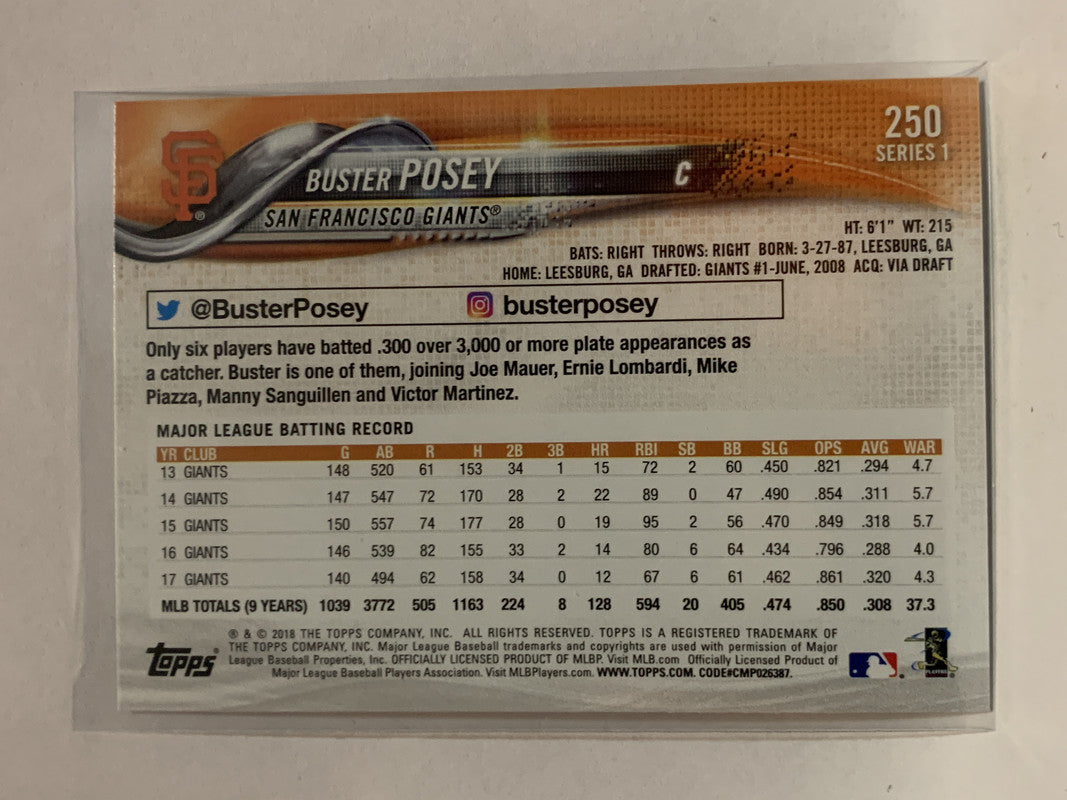 250
SERIES 1
SF®
BUSTER POSEY C
SAN FRANCISCO GIANTS®
HT: 6'1" WT: 215
BATS: RIGHT THROWS: RIGHT BORN: 3-27-87, LEESBURG, GA
HOME: LEESBURG, GA DRAFTED: GIANTS #1-JUNE, 2008 ACQ: VIA DRAFT
@BusterPosey busterposey
Only six players have batted .300 over 3,000 or more plate appearances as
a catcher. Buster is one of them, joining Joe Mauer, Ernie Lombardi, Mike
Piazza, Manny Sanguillen and Victor Martinez.
MAJOR LEAGUE BATTING RECORD
YR CLUB G AB R H 2B 3B HR RBI SB BB SLG OPS AVG WAR
13 GIANTS 148 520 61 153 34 1 15 72 2 60 .450 .821 .294 4.7
14 GIANTS 147 547 72 170 28 2 22 89 0 47 .490 .854 .311 5.7
15 GIANTS 150 557 74 177 28 0 19 95 2 56 .470 .849 .318 5.7
16 GIANTS 146 539 82 155 33 2 14 80 6 64 .434 .796 .288 4.0
17 GIANTS 140 494 62 158 34 0 12 67 6 61 .462 .861 .320 4.3
MLB TOTALS (9 YEARS) 1039 3772 505 1163 224 8 128 594 20 405 .474 .850 .308 37.3
® & © 2018 THE TOPPS COMPANY, INC. ALL RIGHTS RESERVED. TOPPS IS A REGISTERED TRADEMARK OF
THE TOPPS COMPANY, INC. Major League Baseball trademarks and copyrights are used with permission of Major
League Baseball Properties, Inc. OFFICIALLY LICENSED PRODUCT OF MLBP. Visit MLB.com Officially Licensed Product of
Major League Baseball Players Association. Visit MLBPlayers.com. WWW.TOPPS.COM. CODE#CMP026387.
Topps®